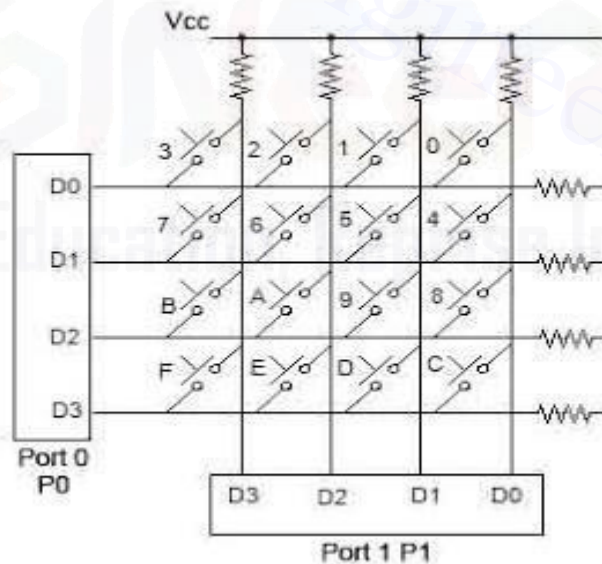 Vcc
3 2 1 0
D0
7 6 5 4
D1
B A 9 8
D2
F E D C
D3
Port 0
P0
D3 D2 D1 D0
Port 1 P1